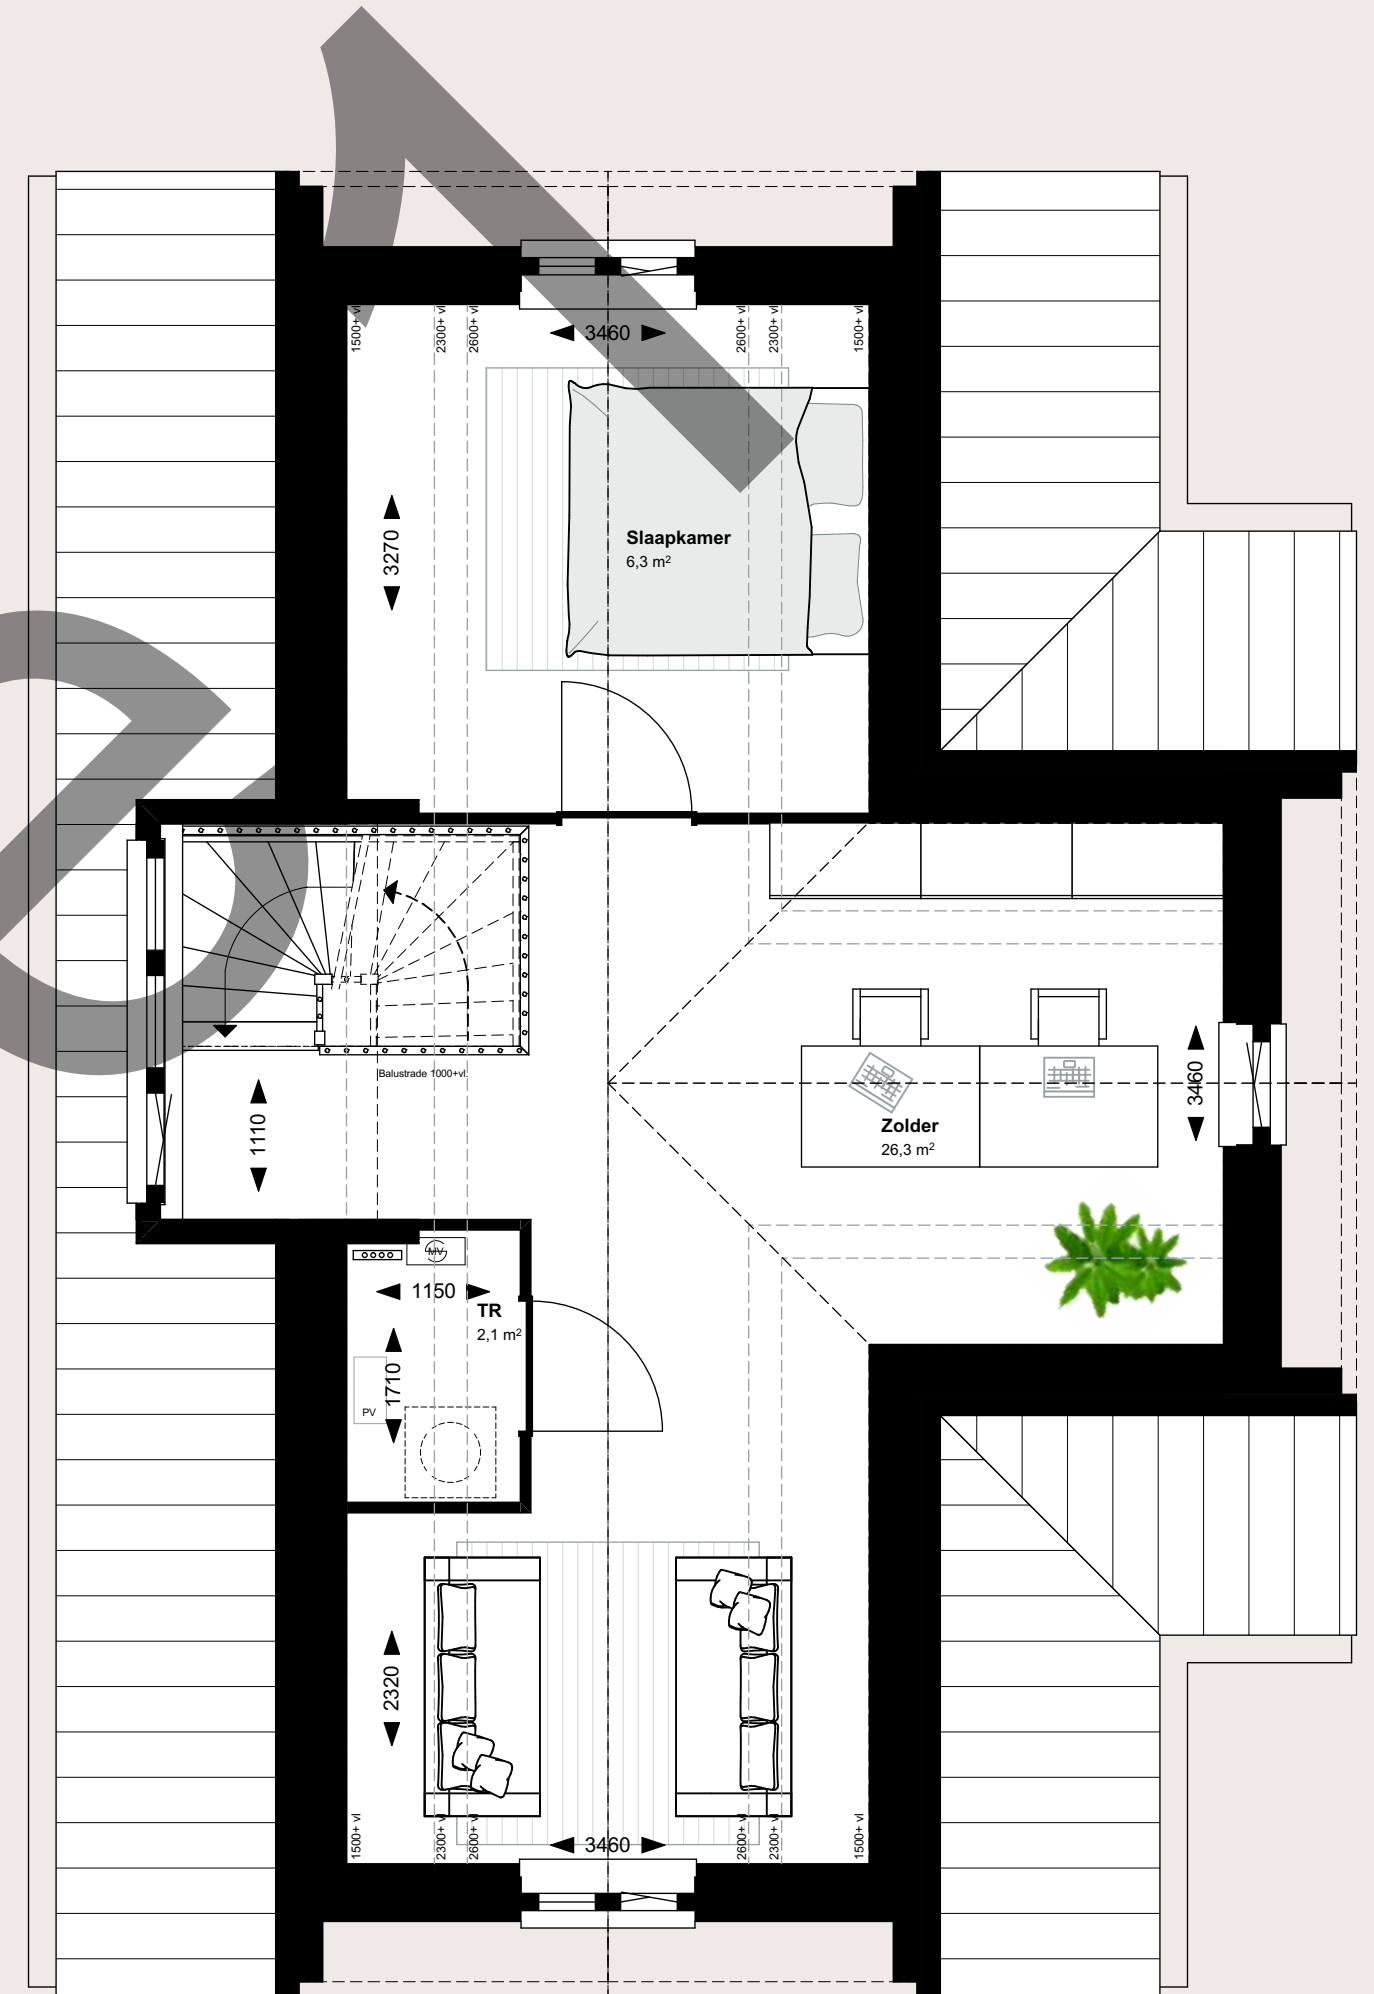 1500+ vl
2300+ vl
2600+ vl
3460
2600+ vl
2300+ vl
1500+ vl
3270
Slaapkamer
6,3 m²
Balustrade 1000+vl.
1110
3460
Zolder
26,3 m²
MV
1150
TR
2,1 m²
1710
PV
2320
1500+ vl
2300+ vl
2600+ vl
3460
2600+ vl
2300+ vl
1500+ vl